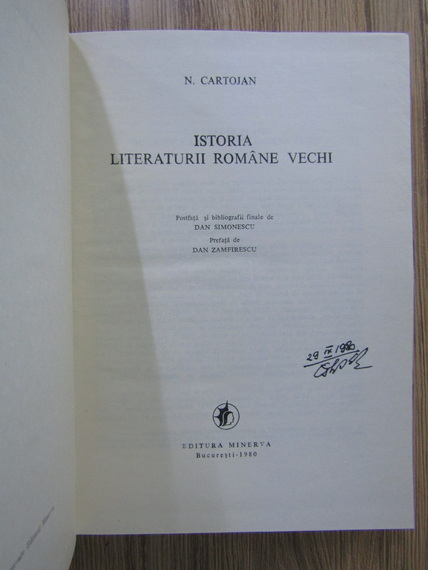 N. CARTOJAN
ISTORIA
LITERATURII ROMÂNE VECHI
Postfață și bibliografii finale de
DAN SIMONESCU
Prefață de
DAN ZAMFIRESCU
29 IX 1980
EDITURA MINERVA
București-1980